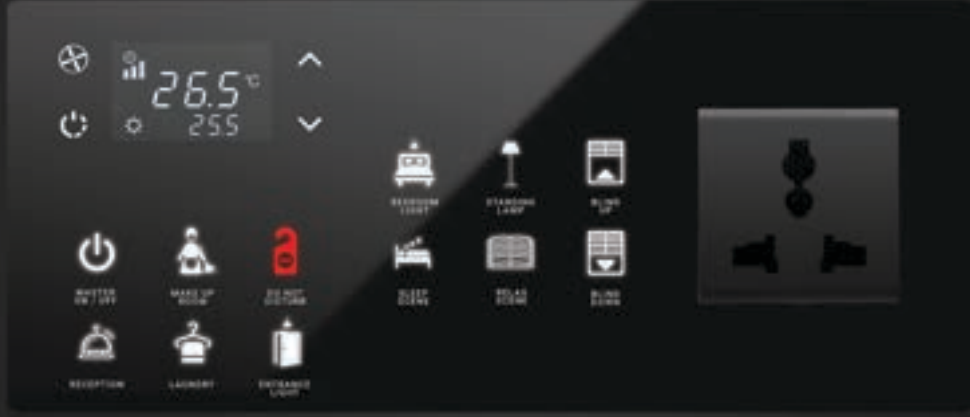 26.5 °C
25.5
BEDROOM
LIGHT
STANDING
LAMP
BLIND
UP
MASTER
ON / OFF
MAKE UP
ROOM
DO NOT
DISTURB
SLEEP
SCENE
RELAX
SCENE
BLIND
DOWN
RECEPTION
LAUNDRY
ENTRANCE
LIGHT